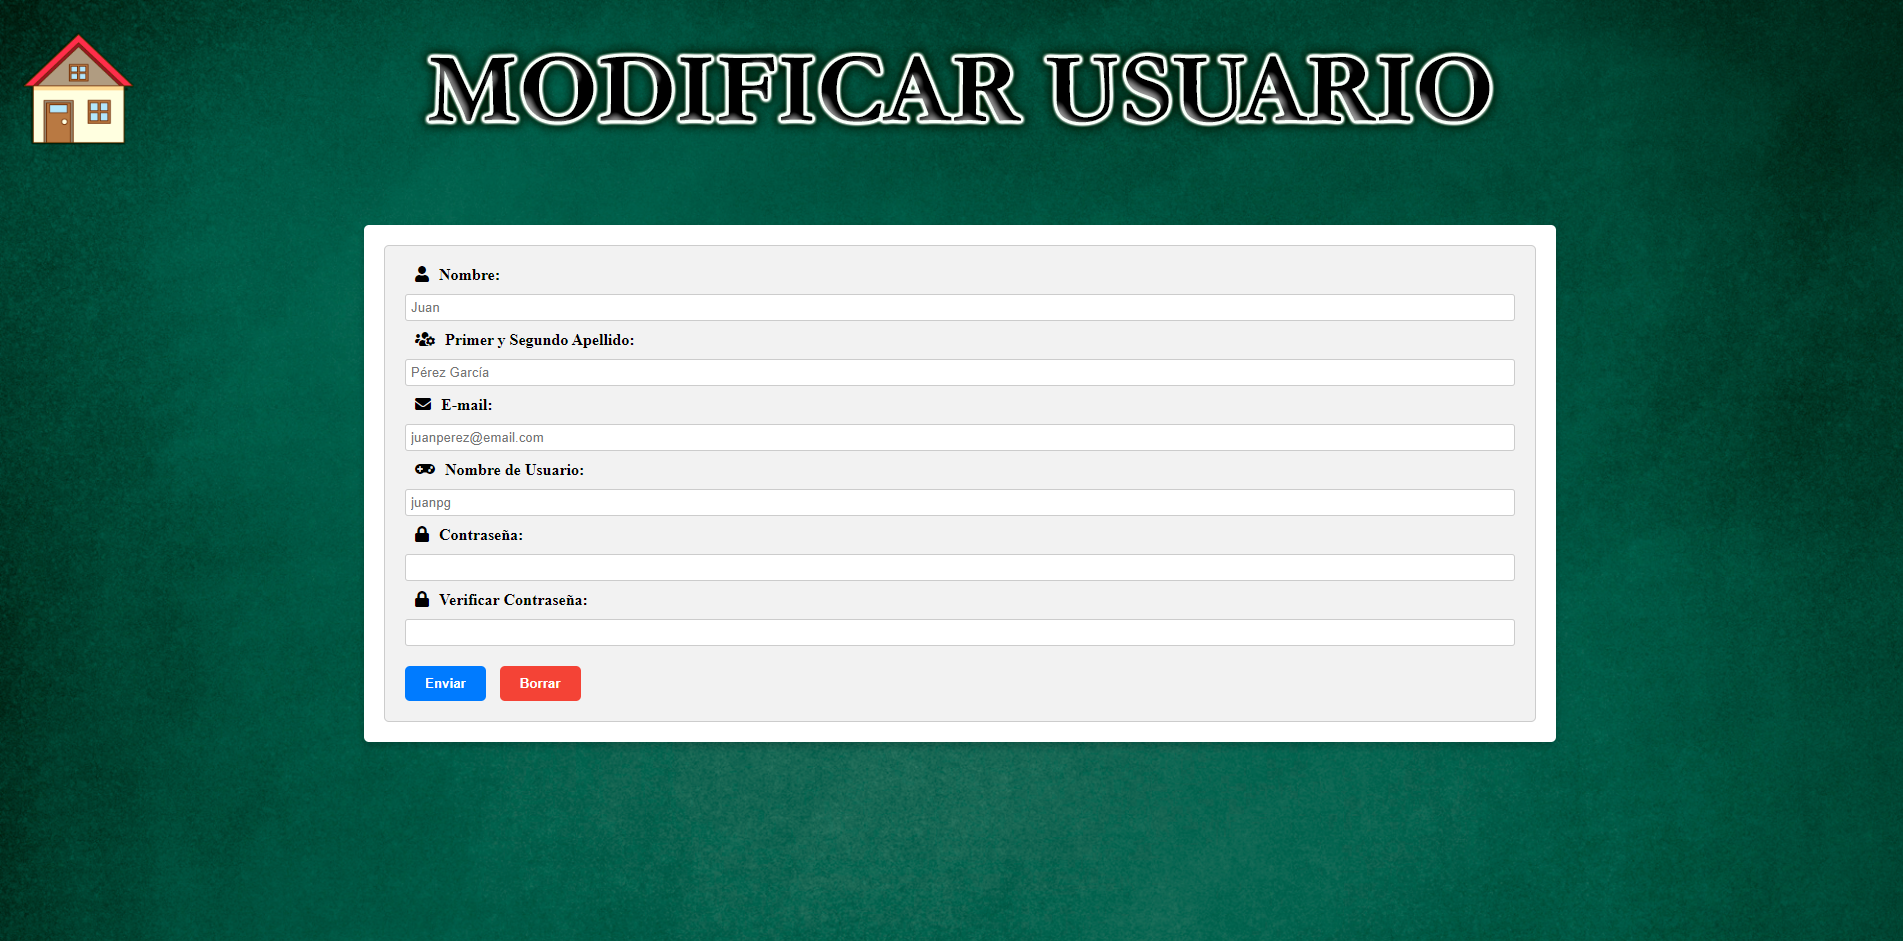 MODIFICAR USUARIO
Nombre:
Juan
Primer y Segundo Apellido:
Pérez García
E-mail:
juanperez@email.com
Nombre de Usuario:
juanpg
Contraseña:
Verificar Contraseña:
Enviar Borrar